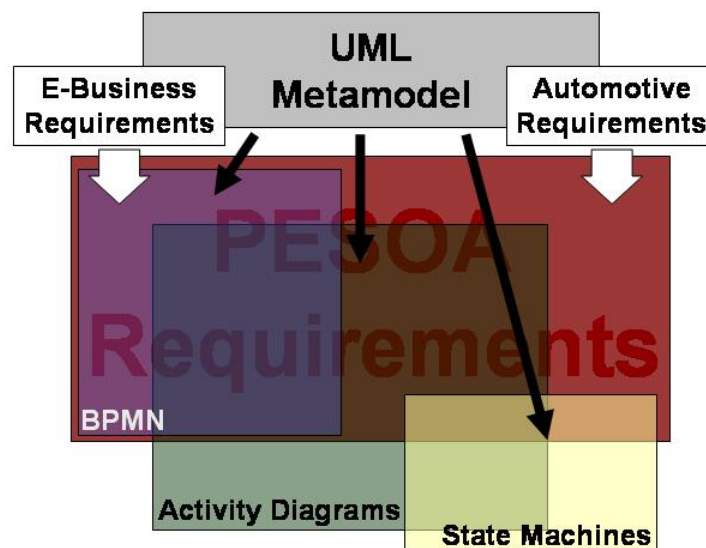 UML
Metamodel
E-Business
Requirements
Automotive
Requirements
PESOA
Requirements
BPMN
Activity Diagrams
State Machines